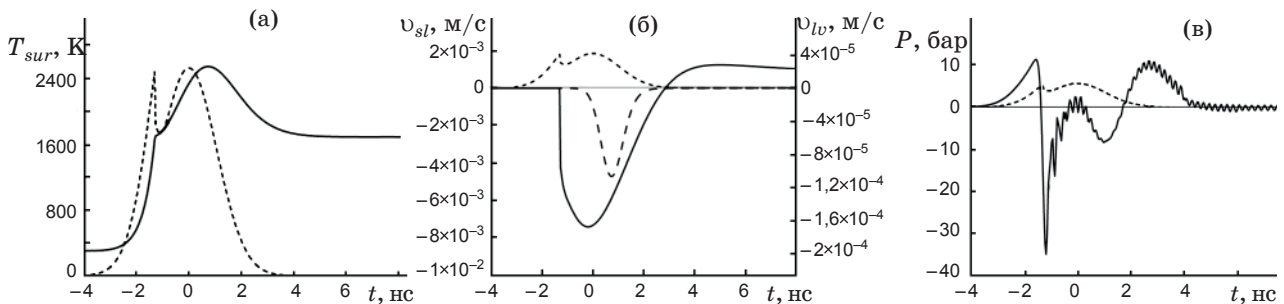 (а)
T_sur, К
2400
1600
800
0
−4 −2 0 2 4 6
t, нс
(б)
υ_sl, м/с
υ_lv, м/с
2×10⁻³
0
−2×10⁻³
−4×10⁻³
−6×10⁻³
−8×10⁻³
−1×10⁻²
4×10⁻⁵
0
−4×10⁻⁵
−8×10⁻⁵
−1,2×10⁻⁴
−1,6×10⁻⁴
−2×10⁻⁴
−4 −2 0 2 4 6
t, нс
(в)
P, бар
10
0
−10
−20
−30
−40
−4 −2 0 2 4 6
t, нс